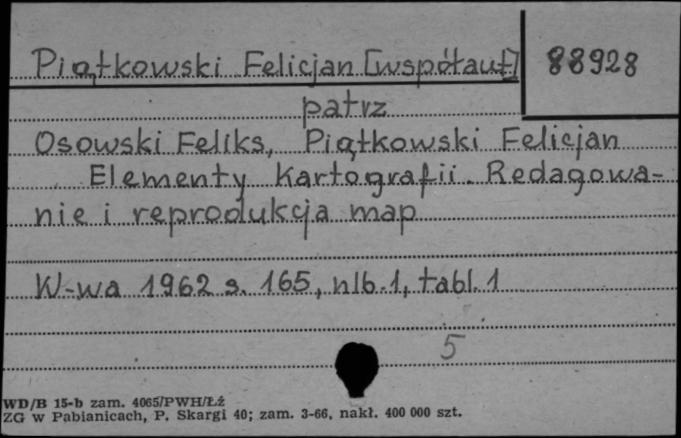 Piątkowski Felicjan [współaut]
88928
patrz
Osowski Feliks, Piątkowski Felicjan
Elementy Kartografii. Redagowa-
nie i reprodukcja map
W-wa 1962 s. 165, nlb. 1, tabl. 1
5
WD/B 15-b zam. 4065/PWH/Łź
ZG w Pabianicach, P. Skargi 40; zam. 3-66, nakł. 400 000 szt.